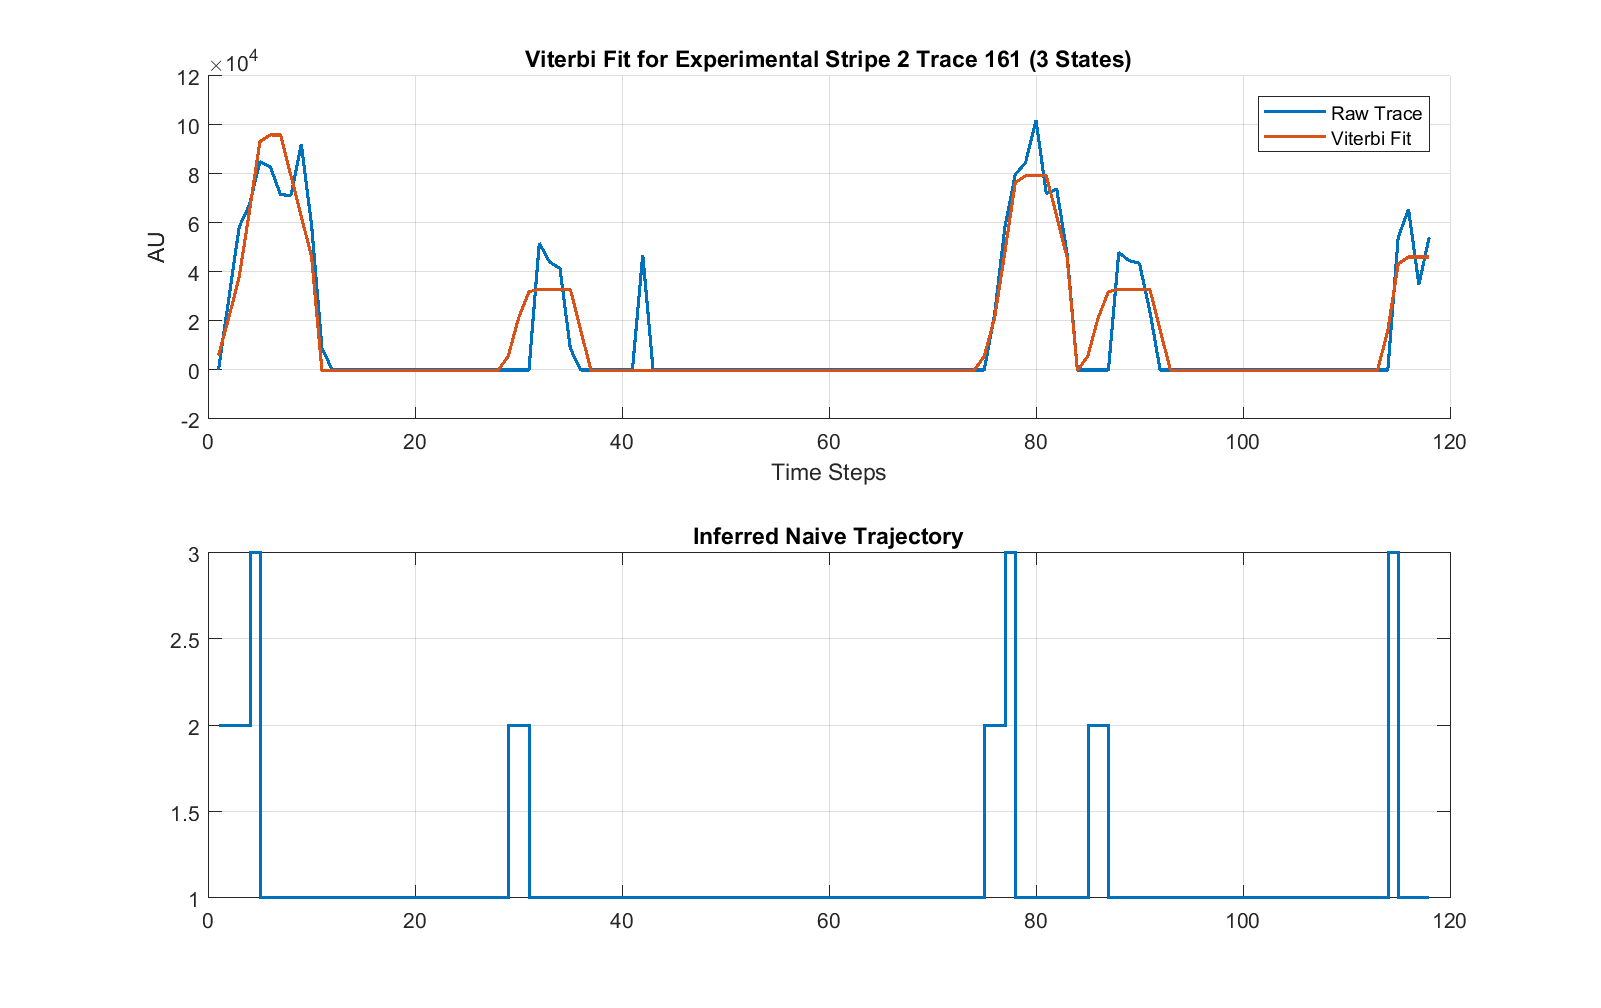 Viterbi Fit for Experimental Stripe 2 Trace 161 (3 States)
×10⁴
12
10
8
6
4
2
0
-2
AU
Raw Trace
Viterbi Fit
0 20 40 60 80 100 120
Time Steps
Inferred Naive Trajectory
3
2.5
2
1.5
1
0 20 40 60 80 100 120